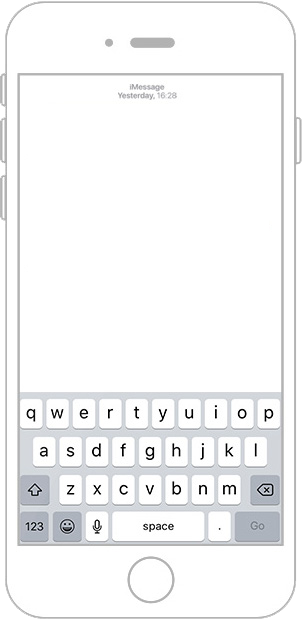 iMessage
Yesterday, 16:28
q w e r t y u i o p
a s d f g h j k l
z x c v b n m
123 space . Go